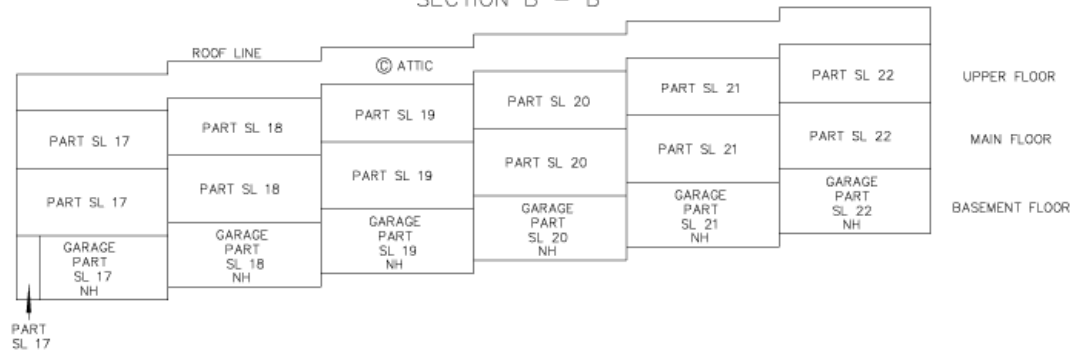 SECTION B - B
ROOF LINE
© ATTIC
PART SL 17
PART SL 18
PART SL 19
PART SL 20
PART SL 21
PART SL 22
UPPER FLOOR
PART SL 17
PART SL 18
PART SL 19
PART SL 20
PART SL 21
PART SL 22
MAIN FLOOR
GARAGE
PART
SL 17
NH
GARAGE
PART
SL 18
NH
GARAGE
PART
SL 19
NH
GARAGE
PART
SL 20
NH
GARAGE
PART
SL 21
NH
GARAGE
PART
SL 22
NH
BASEMENT FLOOR
PART
SL 17